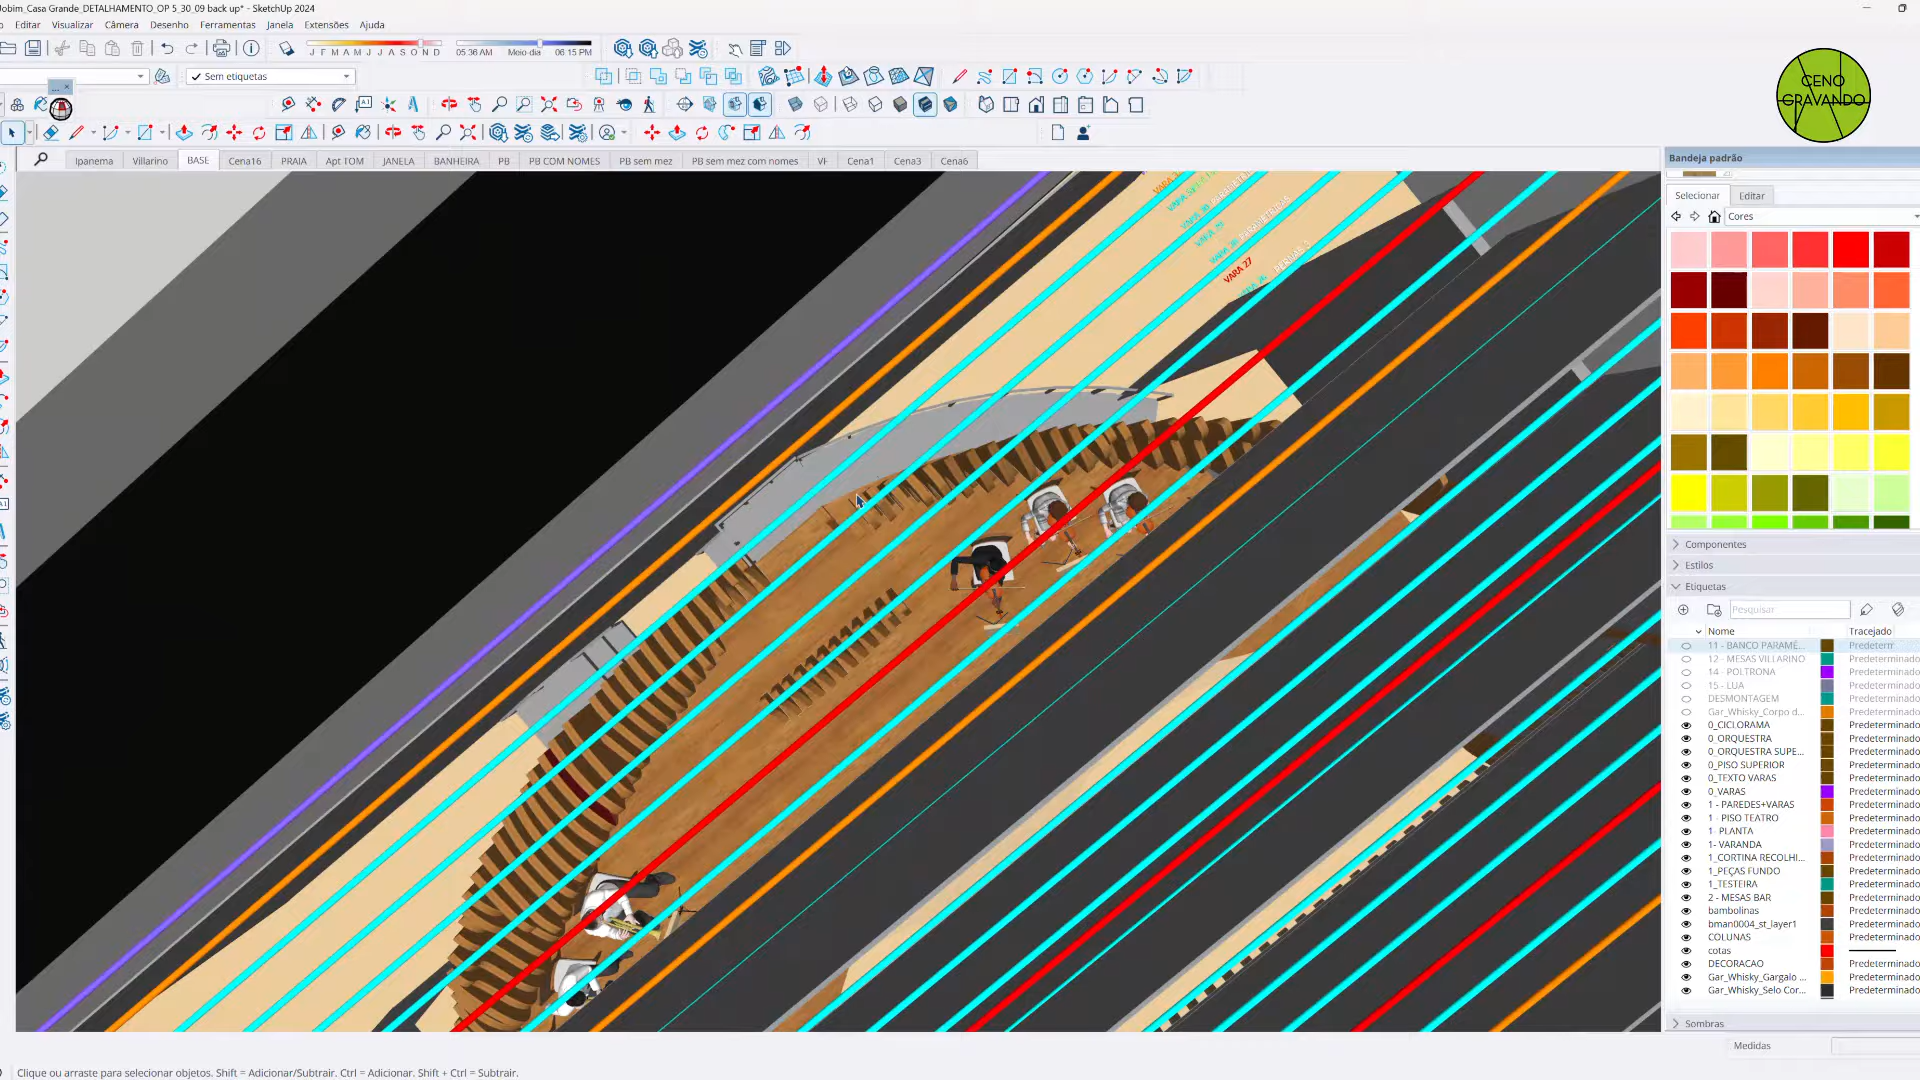 Jobim_Casa Grande_DETALHAMENTO_OP 5_30_09 back up* - SketchUp 2024
Editar Visualizar Câmera Desenho Ferramentas Janela Extensões Ajuda
J F M A M J J A S O N D 05:36 AM Meio-dia 06:15 PM
Sem etiquetas
CENO
GRAVANDO
Ipanema Villarino BASE Cena16 PRAIA Apt TOM JANELA BANHEIRA PB PB COM NOMES PB sem mez PB sem mez com nomes VF Cena1 Cena3 Cena6
Bandeja padrão
Selecionar Editar
Cores
VARA 27
PERNAS 3
Componentes
Estilos
Etiquetas
Pesquisar
Nome Tracejado
11 - BANCO PARAMÉ... Predeterm
12 - MESAS VILLARINO Predeterminado
14 - POLTRONA Predeterminado
15 - LUA Predeterminado
DESMONTAGEM Predeterminado
Gar_Whisky_Corpo d... Predeterminado
0_CICLORAMA Predeterminado
0_ORQUESTRA Predeterminado
0_ORQUESTRA SUPE... Predeterminado
0_PISO SUPERIOR Predeterminado
0_TEXTO VARAS Predeterminado
0_VARAS Predeterminado
1 - PAREDES+VARAS Predeterminado
1 - PISO TEATRO Predeterminado
1- PLANTA Predeterminado
1- VARANDA Predeterminado
1_CORTINA RECOLHI... Predeterminado
1_PEÇAS FUNDO Predeterminado
1_TESTEIRA Predeterminado
2 - MESAS BAR Predeterminado
bambolinas Predeterminado
bman0004_st_layer1 Predeterminado
COLUNAS Predeterminado
cotas
DECORACAO Predeterminado
Gar_Whisky_Gargalo ... Predeterminado
Gar_Whisky_Selo Cor... Predeterminado
Sombras
Medidas
Clique ou arraste para selecionar objetos. Shift = Adicionar/Subtrair. Ctrl = Adicionar. Shift + Ctrl = Subtrair.